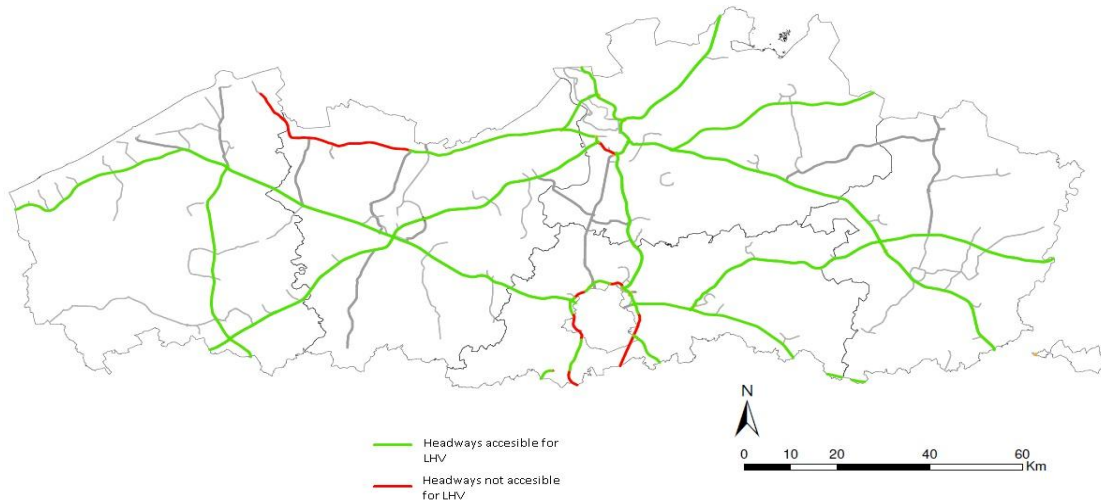 N
Headways accesible for
LHV
Headways not accesible
for LHV
0 10 20 40 60
Km